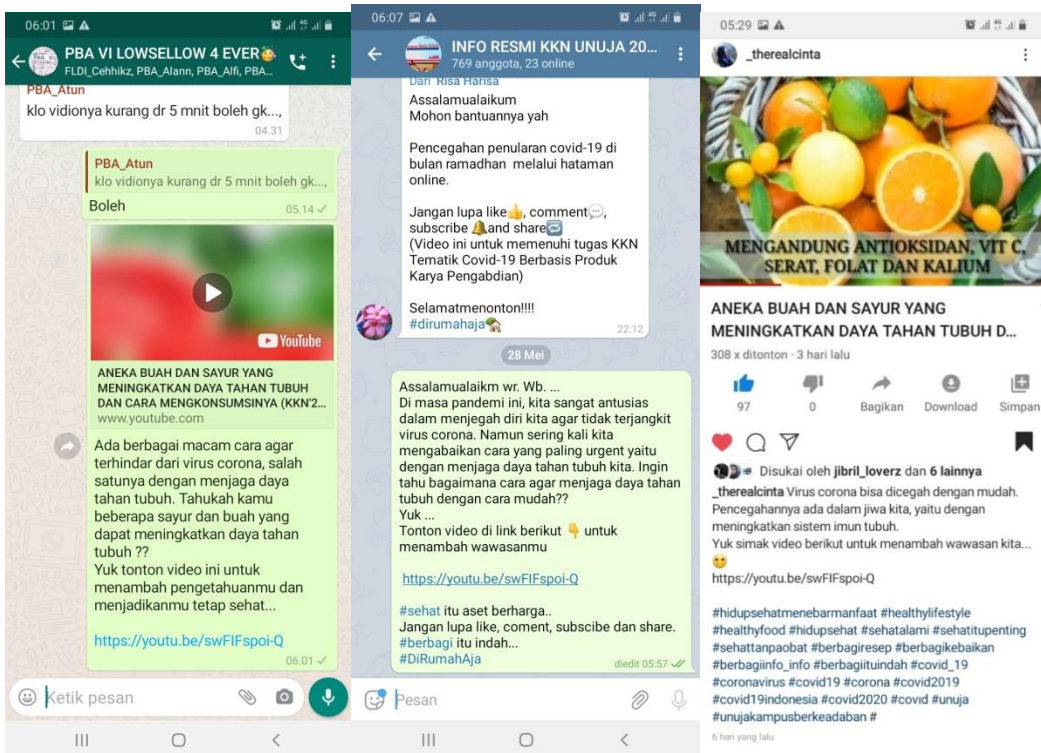 06:01
PBA VI LOWSELLOW 4 EVER
FLDI_Cehhikz, PBA_Alann, PBA_Alfi, PBA...
PBA_Atun
klo vidionya kurang dr 5 mnit boleh gk...,
04.31
PBA_Atun
klo vidionya kurang dr 5 mnit boleh gk...,
Boleh
05.14
YouTube
ANEKA BUAH DAN SAYUR YANG
MENINGKATKAN DAYA TAHAN TUBUH
DAN CARA MENGKONSUMSINYA (KKN'2...
www.youtube.com
Ada berbagai macam cara agar
terhindar dari virus corona, salah
satunya dengan menjaga daya
tahan tubuh. Tahukah kamu
beberapa sayur dan buah yang
dapat meningkatkan daya tahan
tubuh ??
Yuk tonton video ini untuk
menambah pengetahuanmu dan
menjadikanmu tetap sehat...
https://youtu.be/swFIFspoi-Q
06.01
Ketik pesan
06:07
INFO RESMI KKN UNUJA 20...
769 anggota, 23 online
Dari Risa Harisa
Assalamualaikum
Mohon bantuannya yah
Pencegahan penularan covid-19 di
bulan ramadhan melalui hataman
online.
Jangan lupa like👍, comment💬,
subscribe 🔔and share🔁
(Video ini untuk memenuhi tugas KKN
Tematik Covid-19 Berbasis Produk
Karya Pengabdian)
Selamatmenonton!!!!
#dirumahaja🏡
22:12
28 Mei
Assalamualaikm wr. Wb. ...
Di masa pandemi ini, kita sangat antusias
dalam menjegah diri kita agar tidak terjangkit
virus corona. Namun sering kali kita
mengabaikan cara yang paling urgent yaitu
dengan menjaga daya tahan tubuh kita. Ingin
tahu bagaimana cara agar menjaga daya tahan
tubuh dengan cara mudah??
Yuk ...
Tonton video di link berikut 👇 untuk
menambah wawasanmu
https://youtu.be/swFIFspoi-Q
#sehat itu aset berharga..
Jangan lupa like, coment, subscibe dan share.
#berbagi itu indah...
#DiRumahAja
diedit 05:57
Pesan
05:29
_therealcinta
MENGANDUNG ANTIOKSIDAN, VIT C,
SERAT, FOLAT DAN KALIUM
ANEKA BUAH DAN SAYUR YANG
MENINGKATKAN DAYA TAHAN TUBUH D...
308 x ditonton · 3 hari lalu
97 0 Bagikan Download Simpan
Disukai oleh jibril_loverz dan 6 lainnya
_therealcinta Virus corona bisa dicegah dengan mudah.
Pencegahannya ada dalam jiwa kita, yaitu dengan
meningkatkan sistem imun tubuh.
Yuk simak video berikut untuk menambah wawasan kita...
https://youtu.be/swFIFspoi-Q
#hidupsehatmenebarmanfaat #healthylifestyle
#healthyfood #hidupsehat #sehatalami #sehatitupenting
#sehattanpaobat #berbagiresep #berbagikebaikan
#berbagiinfo_info #berbagiituindah #covid_19
#coronavirus #covid19 #corona #covid2019
#covid19indonesia #covid2020 #covıd #unuja
#unujakampusberkeadaban #
6 hari yang lalu